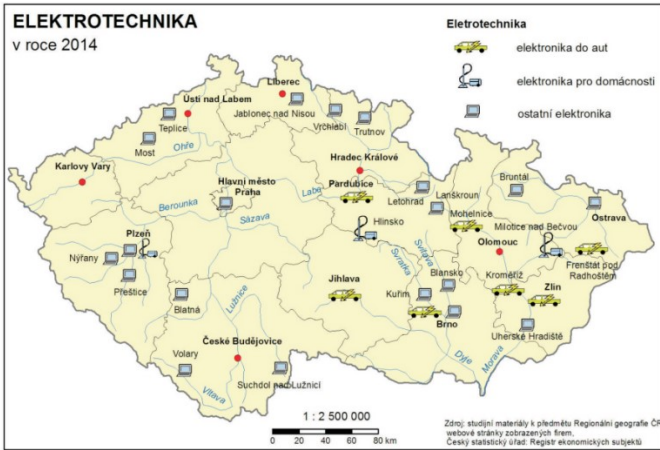 ELEKTROTECHNIKA
v roce 2014
Eletrotechnika
elektronika do aut
elektronika pro domácnosti
ostatní elektronika
Liberec
Ústí nad Labem
Jablonec nad Nisou
Teplice
Vrchlabí
Trutnov
Most
Ohře
Karlovy Vary
Hradec Králové
Hlavní město
Praha
Labe
Pardubice
Letohrad
Lanškroun
Bruntál
Berounka
Mohelnice
Sázava
Hlinsko
Milotice nad Bečvou
Ostrava
Plzeň
Olomouc
Nýřany
Svratka
Svitava
Frenštát pod
Radhoštěm
Přeštice
Jihlava
Blansko
Kroměříž
Zlín
Blatná
Lužnice
Kuřim
Brno
České Budějovice
Uherské Hradiště
Volary
Dyje
Morava
Vltava
Suchdol nad Lužnicí
1 : 2 500 000
0 20 40 60 80 km
Zdroj: studijní materiály k předmětu Regionální geografie ČR
webové stránky zobrazených firem,
Český statistický úřad: Registr ekonomických subjektů